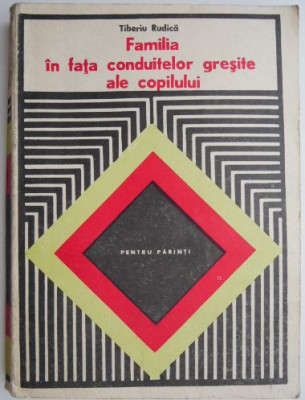 Tiberiu Rudică
Familia
în fața conduitelor greșite
ale copilului
PENTRU PĂRINȚI